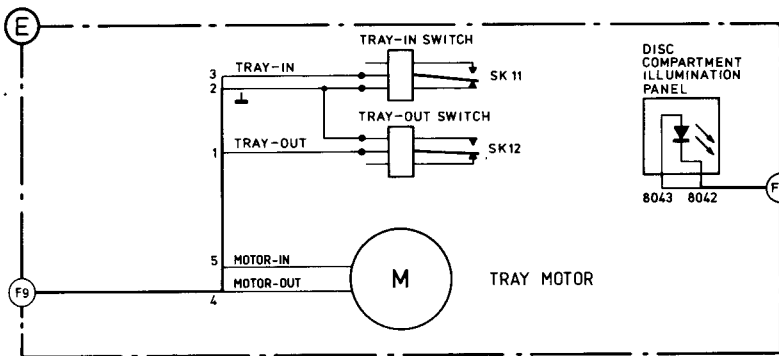 E
TRAY-IN SWITCH
3 TRAY-IN
SK 11
2
TRAY-OUT SWITCH
1 TRAY-OUT
SK12
DISC
COMPARTMENT
ILLUMINATION
PANEL
8043 8042
F
5 MOTOR-IN
M
TRAY MOTOR
F9
4 MOTOR-OUT